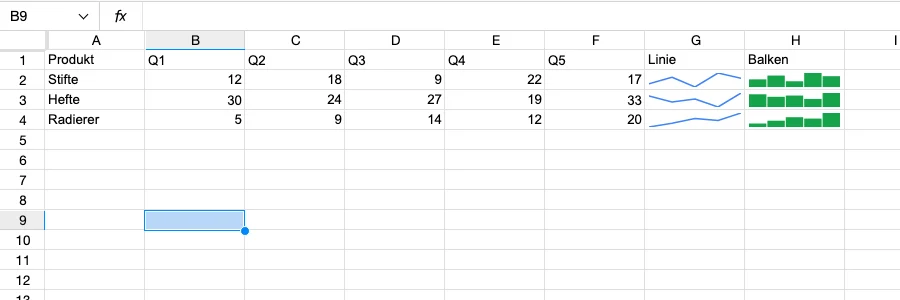 B9 fx
A B C D E F G H I
1 Produkt Q1 Q2 Q3 Q4 Q5 Linie Balken
2 Stifte 12 18 9 22 17
3 Hefte 30 24 27 19 33
4 Radierer 5 9 14 12 20
5
6
7
8
9
10
11
12
13